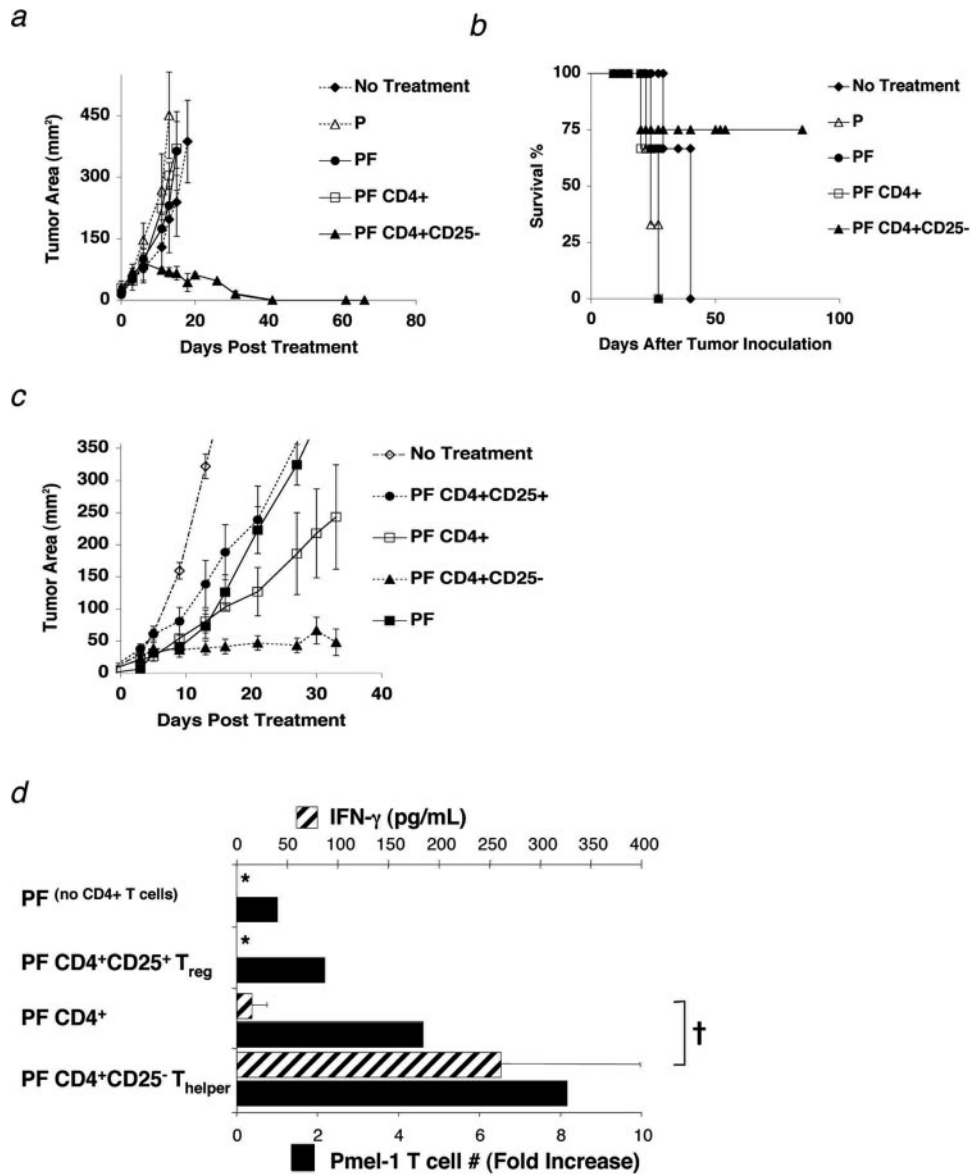 a
450
300
150
0
Tumor Area (mm²)
0 20 40 60 80
Days Post Treatment
No Treatment
P
PF
PF CD4+
PF CD4+CD25-
b
100
75
50
25
0
Survival %
0 50 100
Days After Tumor Inoculation
No Treatment
P
PF
PF CD4+
PF CD4+CD25-
c
350
300
250
200
150
100
50
0
Tumor Area (mm²)
0 10 20 30 40
Days Post Treatment
No Treatment
PF CD4+CD25+
PF CD4+
PF CD4+CD25-
PF
d
IFN-γ (pg/mL)
0 50 100 150 200 250 300 350 400
PF (no CD4+ T cells)
*
PF CD4⁺CD25⁺ Treg
*
PF CD4⁺
†
PF CD4⁺CD25⁻ Thelper
0 2 4 6 8 10
Pmel-1 T cell # (Fold Increase)